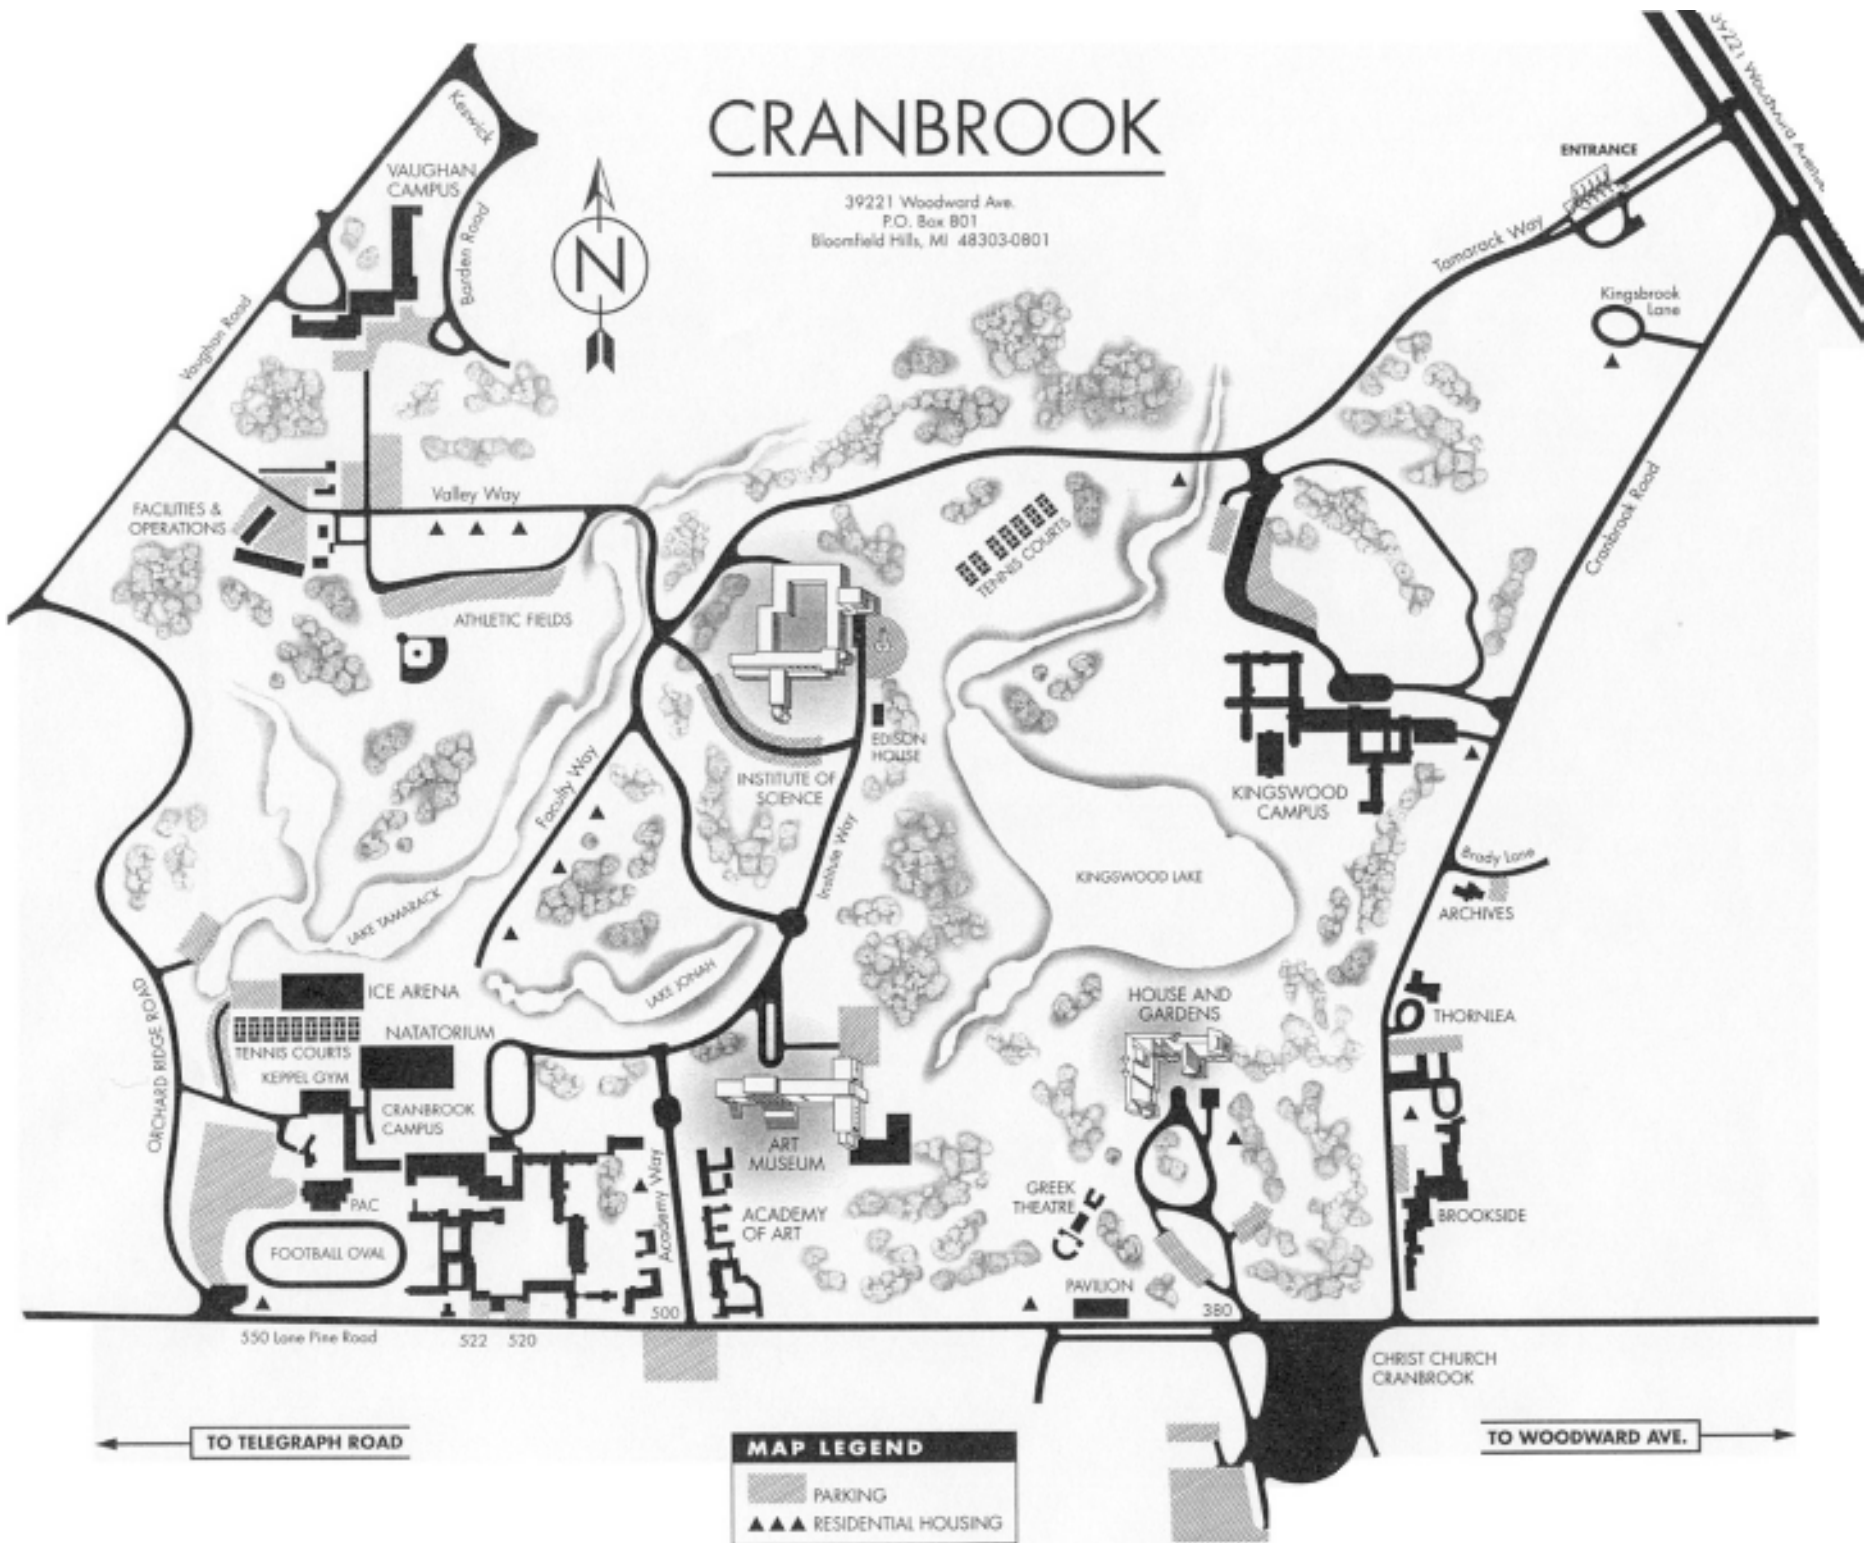 CRANBROOK
39221 Woodward Ave.
P.O. Box 801
Bloomfield Hills, MI 48303-0801
39221 Woodward Avenue
ENTRANCE
Tamarack Way
Kingsbrook
Lane
Keswick
VAUGHAN
CAMPUS
Barden Road
N
Vaughan Road
Cranbrook Road
Valley Way
FACILITIES &
OPERATIONS
TENNIS COURTS
ATHLETIC FIELDS
EDISON
HOUSE
INSTITUTE OF
SCIENCE
Faculty Way
Institute Way
KINGSWOOD
CAMPUS
KINGSWOOD LAKE
Brady Lane
ARCHIVES
LAKE TAMARACK
LAKE JONAH
ICE ARENA
ORCHARD RIDGE ROAD
HOUSE AND
GARDENS
THORNLEA
NATATORIUM
TENNIS COURTS
KEPPEL GYM
CRANBROOK
CAMPUS
ART
MUSEUM
Academy Way
PAC
GREEK
THEATRE
ACADEMY
OF ART
BROOKSIDE
FOOTBALL OVAL
PAVILION
500
380
550 Lone Pine Road
522
520
CHRIST CHURCH
CRANBROOK
TO TELEGRAPH ROAD
TO WOODWARD AVE.
MAP LEGEND
PARKING
RESIDENTIAL HOUSING